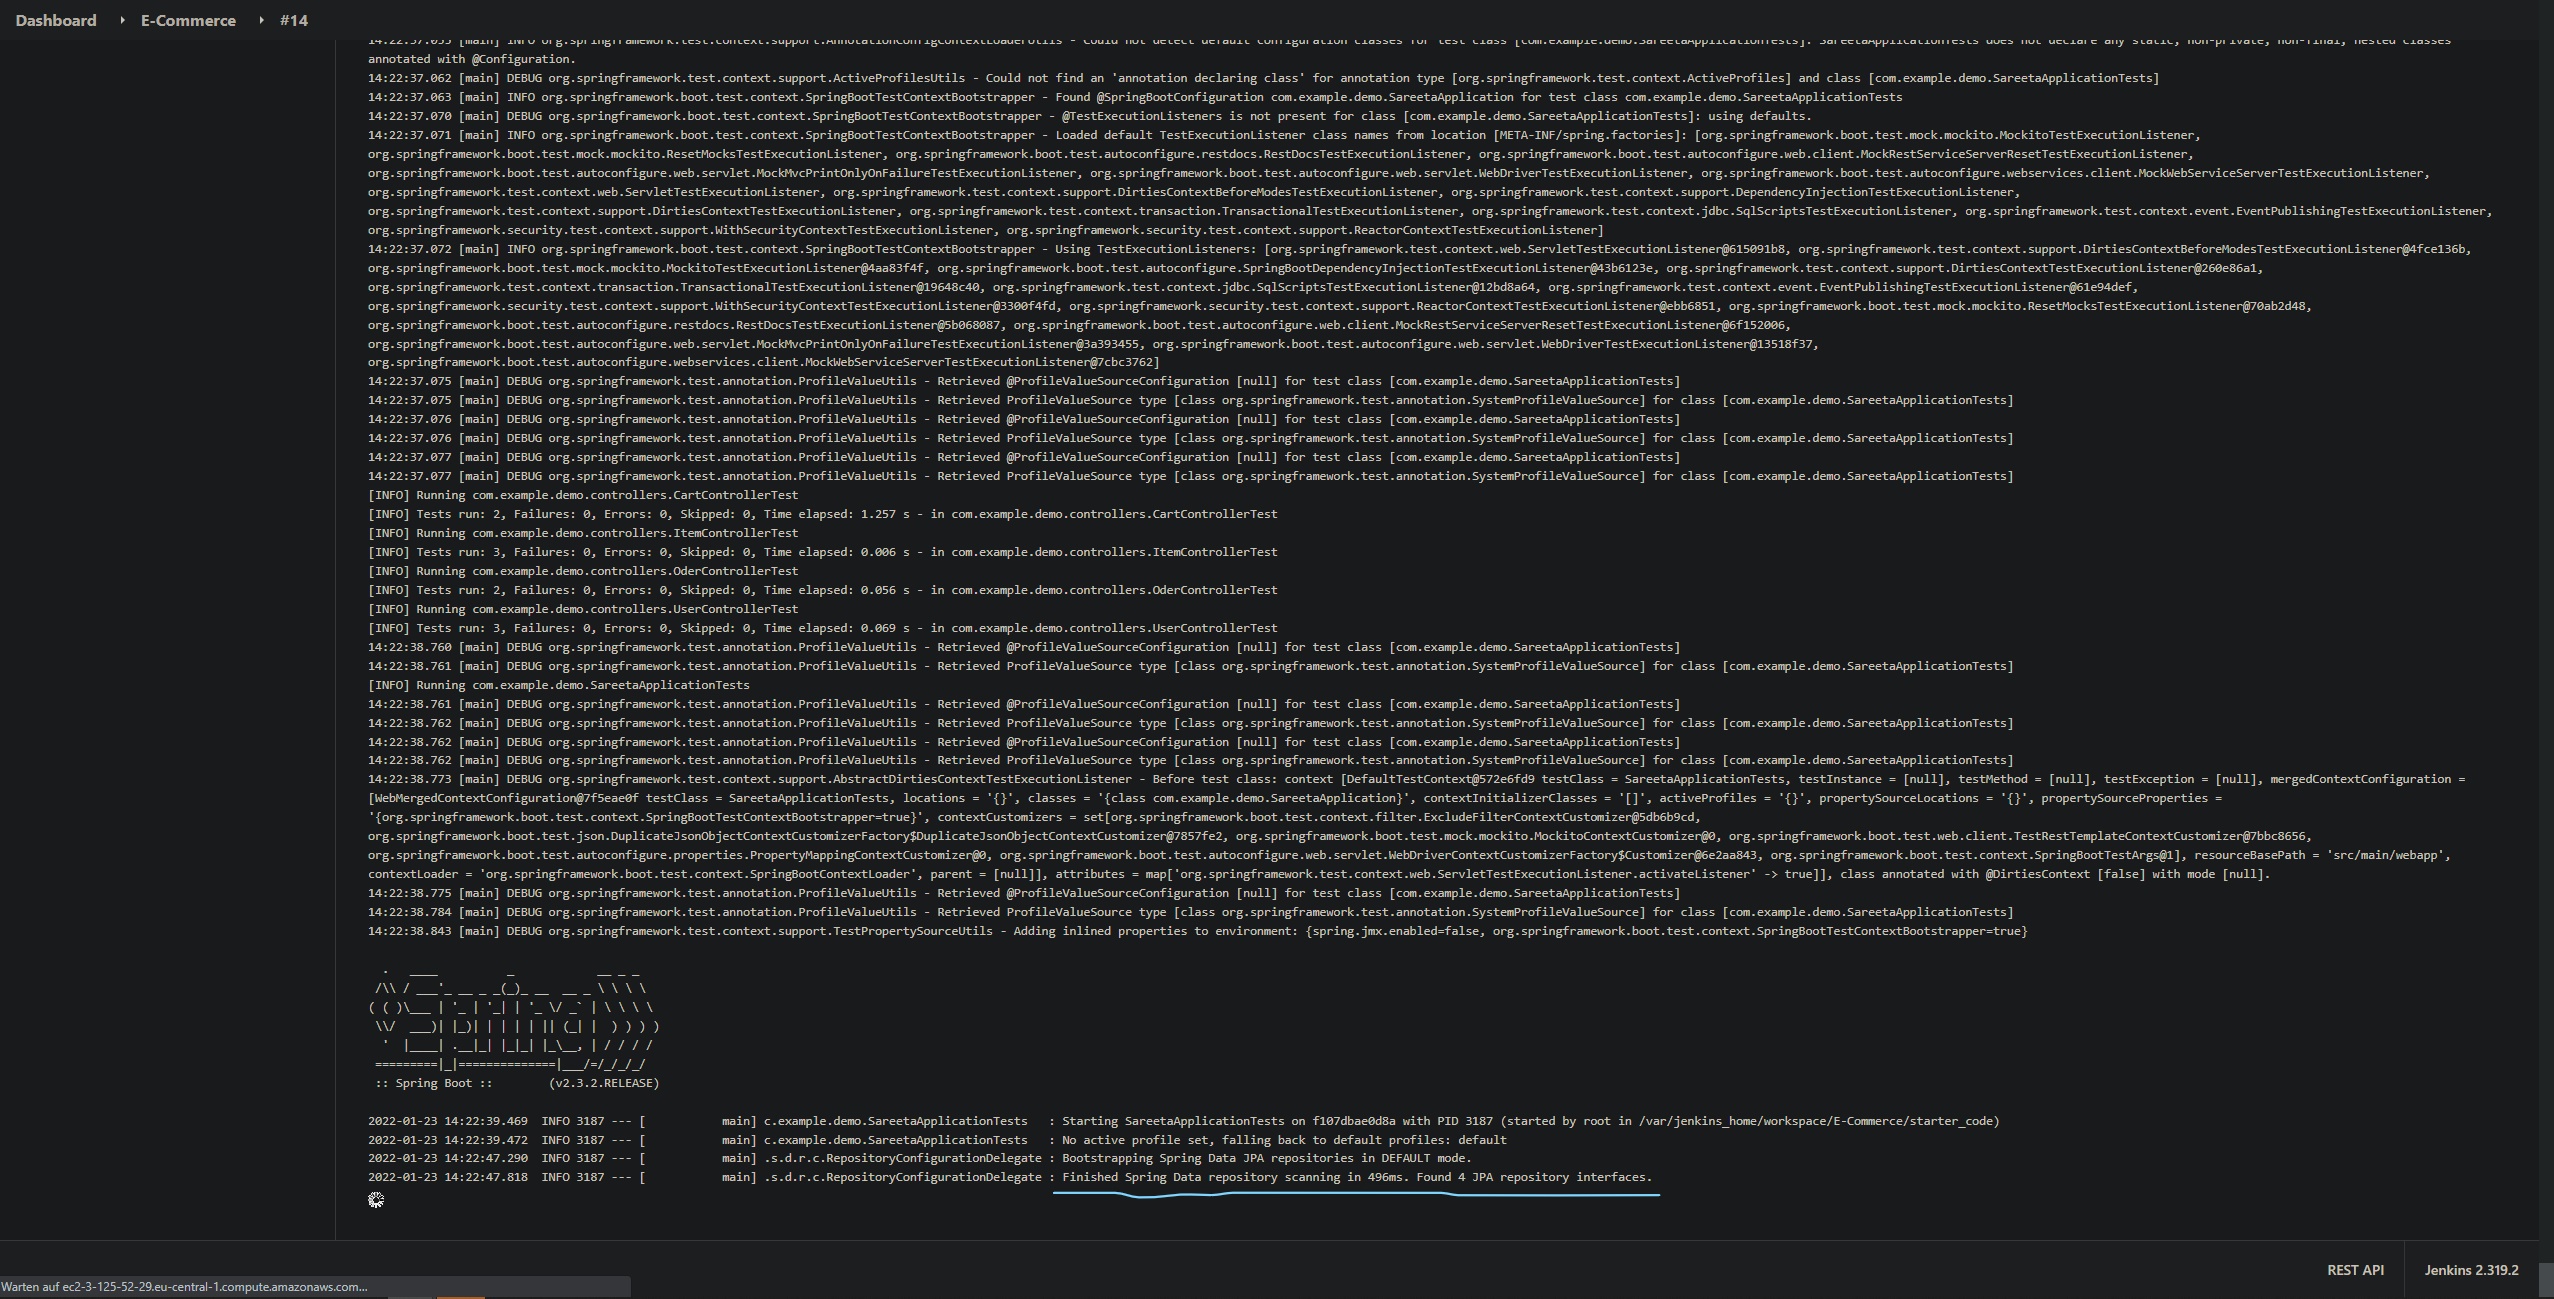 Dashboard ▸ E-Commerce ▸ #14
14:22:37.055 [main] INFO org.springframework.test.context.support.AnnotationConfigContextLoaderUtils - Could not detect default configuration classes for test class [com.example.demo.SareetaApplicationTests]: SareetaApplicationTests does not declare any static, non-private, non-final, nested classes
annotated with @Configuration.
14:22:37.062 [main] DEBUG org.springframework.test.context.support.ActiveProfilesUtils - Could not find an 'annotation declaring class' for annotation type [org.springframework.test.context.ActiveProfiles] and class [com.example.demo.SareetaApplicationTests]
14:22:37.063 [main] INFO org.springframework.boot.test.context.SpringBootTestContextBootstrapper - Found @SpringBootConfiguration com.example.demo.SareetaApplication for test class com.example.demo.SareetaApplicationTests
14:22:37.070 [main] DEBUG org.springframework.boot.test.context.SpringBootTestContextBootstrapper - @TestExecutionListeners is not present for class [com.example.demo.SareetaApplicationTests]: using defaults.
14:22:37.071 [main] INFO org.springframework.boot.test.context.SpringBootTestContextBootstrapper - Loaded default TestExecutionListener class names from location [META-INF/spring.factories]: [org.springframework.boot.test.mock.mockito.MockitoTestExecutionListener,
org.springframework.boot.test.mock.mockito.ResetMocksTestExecutionListener, org.springframework.boot.test.autoconfigure.restdocs.RestDocsTestExecutionListener, org.springframework.boot.test.autoconfigure.web.client.MockRestServiceServerResetTestExecutionListener,
org.springframework.boot.test.autoconfigure.web.servlet.MockMvcPrintOnlyOnFailureTestExecutionListener, org.springframework.boot.test.autoconfigure.web.servlet.WebDriverTestExecutionListener, org.springframework.boot.test.autoconfigure.webservices.client.MockWebServiceServerTestExecutionListener,
org.springframework.test.context.web.ServletTestExecutionListener, org.springframework.test.context.support.DirtiesContextBeforeModesTestExecutionListener, org.springframework.test.context.support.DependencyInjectionTestExecutionListener,
org.springframework.test.context.support.DirtiesContextTestExecutionListener, org.springframework.test.context.transaction.TransactionalTestExecutionListener, org.springframework.test.context.jdbc.SqlScriptsTestExecutionListener, org.springframework.test.context.event.EventPublishingTestExecutionListener,
org.springframework.security.test.context.support.WithSecurityContextTestExecutionListener, org.springframework.security.test.context.support.ReactorContextTestExecutionListener]
14:22:37.072 [main] INFO org.springframework.boot.test.context.SpringBootTestContextBootstrapper - Using TestExecutionListeners: [org.springframework.test.context.web.ServletTestExecutionListener@615091b8, org.springframework.test.context.support.DirtiesContextBeforeModesTestExecutionListener@4fce136b,
org.springframework.boot.test.mock.mockito.MockitoTestExecutionListener@4aa83f4f, org.springframework.boot.test.autoconfigure.SpringBootDependencyInjectionTestExecutionListener@43b6123e, org.springframework.test.context.support.DirtiesContextTestExecutionListener@260e86a1,
org.springframework.test.context.transaction.TransactionalTestExecutionListener@19648c40, org.springframework.test.context.jdbc.SqlScriptsTestExecutionListener@12bd8a64, org.springframework.test.context.event.EventPublishingTestExecutionListener@61e94def,
org.springframework.security.test.context.support.WithSecurityContextTestExecutionListener@3300f4fd, org.springframework.security.test.context.support.ReactorContextTestExecutionListener@ebb6851, org.springframework.boot.test.mock.mockito.ResetMocksTestExecutionListener@70ab2d48,
org.springframework.boot.test.autoconfigure.restdocs.RestDocsTestExecutionListener@5b068087, org.springframework.boot.test.autoconfigure.web.client.MockRestServiceServerResetTestExecutionListener@6f152006,
org.springframework.boot.test.autoconfigure.web.servlet.MockMvcPrintOnlyOnFailureTestExecutionListener@3a393455, org.springframework.boot.test.autoconfigure.web.servlet.WebDriverTestExecutionListener@13518f37,
org.springframework.boot.test.autoconfigure.webservices.client.MockWebServiceServerTestExecutionListener@7cbc3762]
14:22:37.075 [main] DEBUG org.springframework.test.annotation.ProfileValueUtils - Retrieved @ProfileValueSourceConfiguration [null] for test class [com.example.demo.SareetaApplicationTests]
14:22:37.075 [main] DEBUG org.springframework.test.annotation.ProfileValueUtils - Retrieved ProfileValueSource type [class org.springframework.test.annotation.SystemProfileValueSource] for class [com.example.demo.SareetaApplicationTests]
14:22:37.076 [main] DEBUG org.springframework.test.annotation.ProfileValueUtils - Retrieved @ProfileValueSourceConfiguration [null] for test class [com.example.demo.SareetaApplicationTests]
14:22:37.076 [main] DEBUG org.springframework.test.annotation.ProfileValueUtils - Retrieved ProfileValueSource type [class org.springframework.test.annotation.SystemProfileValueSource] for class [com.example.demo.SareetaApplicationTests]
14:22:37.077 [main] DEBUG org.springframework.test.annotation.ProfileValueUtils - Retrieved @ProfileValueSourceConfiguration [null] for test class [com.example.demo.SareetaApplicationTests]
14:22:37.077 [main] DEBUG org.springframework.test.annotation.ProfileValueUtils - Retrieved ProfileValueSource type [class org.springframework.test.annotation.SystemProfileValueSource] for class [com.example.demo.SareetaApplicationTests]
[INFO] Running com.example.demo.controllers.CartControllerTest
[INFO] Tests run: 2, Failures: 0, Errors: 0, Skipped: 0, Time elapsed: 1.257 s - in com.example.demo.controllers.CartControllerTest
[INFO] Running com.example.demo.controllers.ItemControllerTest
[INFO] Tests run: 3, Failures: 0, Errors: 0, Skipped: 0, Time elapsed: 0.006 s - in com.example.demo.controllers.ItemControllerTest
[INFO] Running com.example.demo.controllers.OderControllerTest
[INFO] Tests run: 2, Failures: 0, Errors: 0, Skipped: 0, Time elapsed: 0.056 s - in com.example.demo.controllers.OderControllerTest
[INFO] Running com.example.demo.controllers.UserControllerTest
[INFO] Tests run: 3, Failures: 0, Errors: 0, Skipped: 0, Time elapsed: 0.069 s - in com.example.demo.controllers.UserControllerTest
14:22:38.760 [main] DEBUG org.springframework.test.annotation.ProfileValueUtils - Retrieved @ProfileValueSourceConfiguration [null] for test class [com.example.demo.SareetaApplicationTests]
14:22:38.761 [main] DEBUG org.springframework.test.annotation.ProfileValueUtils - Retrieved ProfileValueSource type [class org.springframework.test.annotation.SystemProfileValueSource] for class [com.example.demo.SareetaApplicationTests]
[INFO] Running com.example.demo.SareetaApplicationTests
14:22:38.761 [main] DEBUG org.springframework.test.annotation.ProfileValueUtils - Retrieved @ProfileValueSourceConfiguration [null] for test class [com.example.demo.SareetaApplicationTests]
14:22:38.762 [main] DEBUG org.springframework.test.annotation.ProfileValueUtils - Retrieved ProfileValueSource type [class org.springframework.test.annotation.SystemProfileValueSource] for class [com.example.demo.SareetaApplicationTests]
14:22:38.762 [main] DEBUG org.springframework.test.annotation.ProfileValueUtils - Retrieved @ProfileValueSourceConfiguration [null] for test class [com.example.demo.SareetaApplicationTests]
14:22:38.762 [main] DEBUG org.springframework.test.annotation.ProfileValueUtils - Retrieved ProfileValueSource type [class org.springframework.test.annotation.SystemProfileValueSource] for class [com.example.demo.SareetaApplicationTests]
14:22:38.773 [main] DEBUG org.springframework.test.context.support.AbstractDirtiesContextTestExecutionListener - Before test class: context [DefaultTestContext@572e6fd9 testClass = SareetaApplicationTests, testInstance = [null], testMethod = [null], testException = [null], mergedContextConfiguration =
[WebMergedContextConfiguration@7f5eae0f testClass = SareetaApplicationTests, locations = '{}', classes = '{class com.example.demo.SareetaApplication}', contextInitializerClasses = '[]', activeProfiles = '{}', propertySourceLocations = '{}', propertySourceProperties =
'{org.springframework.boot.test.context.SpringBootTestContextBootstrapper=true}', contextCustomizers = set[org.springframework.boot.test.context.filter.ExcludeFilterContextCustomizer@5db6b9cd,
org.springframework.boot.test.json.DuplicateJsonObjectContextCustomizerFactory$DuplicateJsonObjectContextCustomizer@7857fe2, org.springframework.boot.test.mock.mockito.MockitoContextCustomizer@0, org.springframework.boot.test.web.client.TestRestTemplateContextCustomizer@7bbc8656,
org.springframework.boot.test.autoconfigure.properties.PropertyMappingContextCustomizer@0, org.springframework.boot.test.autoconfigure.web.servlet.WebDriverContextCustomizerFactory$Customizer@6e2aa843, org.springframework.boot.test.context.SpringBootTestArgs@1], resourceBasePath = 'src/main/webapp',
contextLoader = 'org.springframework.boot.test.context.SpringBootContextLoader', parent = [null]], attributes = map['org.springframework.test.context.web.ServletTestExecutionListener.activateListener' -> true]], class annotated with @DirtiesContext [false] with mode [null].
14:22:38.775 [main] DEBUG org.springframework.test.annotation.ProfileValueUtils - Retrieved @ProfileValueSourceConfiguration [null] for test class [com.example.demo.SareetaApplicationTests]
14:22:38.784 [main] DEBUG org.springframework.test.annotation.ProfileValueUtils - Retrieved ProfileValueSource type [class org.springframework.test.annotation.SystemProfileValueSource] for class [com.example.demo.SareetaApplicationTests]
14:22:38.843 [main] DEBUG org.springframework.test.context.support.TestPropertySourceUtils - Adding inlined properties to environment: {spring.jmx.enabled=false, org.springframework.boot.test.context.SpringBootTestContextBootstrapper=true}
  .   ____          _            __ _ _
 /\\ / ___'_ __ _ _(_)_ __  __ _ \ \ \ \
( ( )\___ | '_ | '_| | '_ \/ _` | \ \ \ \
 \\/  ___)| |_)| | | | | || (_| |  ) ) ) )
  '  |____| .__|_| |_|_| |_\__, | / / / /
 =========|_|==============|___/=/_/_/_/
 :: Spring Boot ::        (v2.3.2.RELEASE)
2022-01-23 14:22:39.469  INFO 3187 --- [           main] c.example.demo.SareetaApplicationTests   : Starting SareetaApplicationTests on f107dbae0d8a with PID 3187 (started by root in /var/jenkins_home/workspace/E-Commerce/starter_code)
2022-01-23 14:22:39.472  INFO 3187 --- [           main] c.example.demo.SareetaApplicationTests   : No active profile set, falling back to default profiles: default
2022-01-23 14:22:47.290  INFO 3187 --- [           main] .s.d.r.c.RepositoryConfigurationDelegate : Bootstrapping Spring Data JPA repositories in DEFAULT mode.
2022-01-23 14:22:47.818  INFO 3187 --- [           main] .s.d.r.c.RepositoryConfigurationDelegate : Finished Spring Data repository scanning in 496ms. Found 4 JPA repository interfaces.
REST API
Jenkins 2.319.2
Warten auf ec2-3-125-52-29.eu-central-1.compute.amazonaws.com...